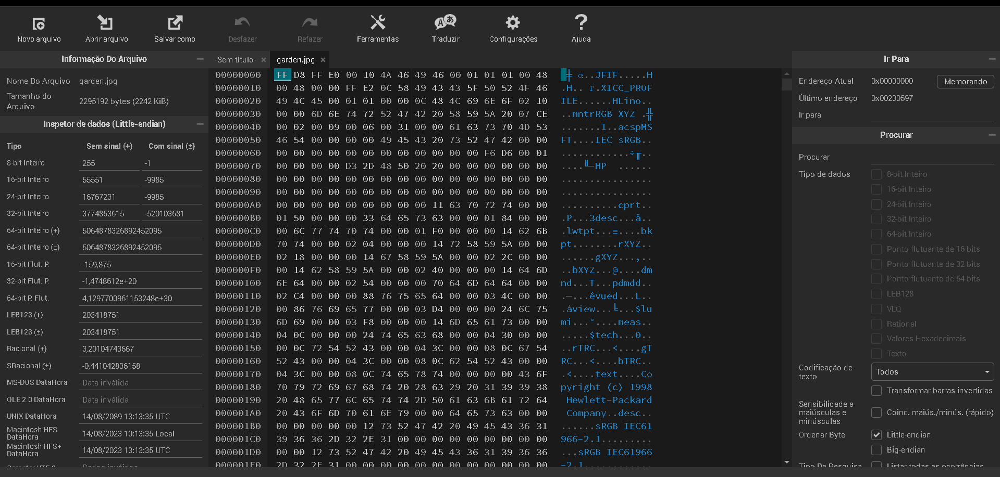 Novo arquivo Abrir arquivo Salvar como Desfazer Refazer Ferramentas Traduzir Configurações Ajuda
Informação Do Arquivo
Nome Do Arquivo garden.jpg
Tamanho do Arquivo 2295192 bytes (2242 KiB)
Inspetor de dados (Little-endian)
Tipo Sem sinal (+) Com sinal (±)
8-bit Inteiro 255 -1
16-bit Inteiro 55551 -9985
24-bit Inteiro 16767231 -9985
32-bit Inteiro 3774863615 -520103681
64-bit Inteiro (+) 5064878326892452095
64-bit Inteiro (±) 5064878326892452095
16-bit Flut. P. -159,875
32-bit Flut. P. -1,4748612e+20
64-bit P. Flut. 4,1297700961153248e+30
LEB128 (+) 203418751
LEB128 (±) 203418751
Racional (+) 3,20104743667
SRacional (±) -0,441042836158
MS-DOS DataHora Data inválida
OLE 2.0 DataHora Data inválida
UNIX DataHora 14/08/2089 13:13:35 UTC
Macintosh HFS DataHora 14/08/2023 10:13:35 Local
Macintosh HFS+ DataHora 14/08/2023 13:13:35 UTC
-Sem título- × garden.jpg ×
00000000 FF D8 FF E0 00 10 4A 46 49 46 00 01 01 01 00 48 ╪ α..JFIF.....H
00000010 00 48 00 00 FF E2 0C 58 49 43 43 5F 50 52 4F 46 .H.. Γ.XICC_PROF
00000020 49 4C 45 00 01 01 00 00 0C 48 4C 69 6E 6F 02 10 ILE......HLino..
00000030 00 00 6D 6E 74 72 52 47 42 20 58 59 5A 20 07 CE ..mntrRGB XYZ .╬
00000040 00 02 00 09 00 06 00 31 00 00 61 63 73 70 4D 53 .......1..acspMS
00000050 46 54 00 00 00 00 49 45 43 20 73 52 47 42 00 00 FT....IEC sRGB..
00000060 00 00 00 00 00 00 00 00 00 00 00 00 F6 D6 00 01 ............÷╓..
00000070 00 00 00 00 D3 2D 48 50 20 20 00 00 00 00 00 00 ....╙-HP  ......
00000080 00 00 00 00 00 00 00 00 00 00 00 00 00 00 00 00 ................
00000090 00 00 00 00 00 00 00 00 00 00 00 00 00 00 00 00 ................
000000A0 00 00 00 00 00 00 00 00 00 11 63 70 72 74 00 00 ..........cprt..
000000B0 01 50 00 00 00 33 64 65 73 63 00 00 01 84 00 00 .P...3desc...ä..
000000C0 00 6C 77 74 70 74 00 00 01 F0 00 00 00 14 62 6B .lwtpt...≡....bk
000000D0 70 74 00 00 02 04 00 00 00 14 72 58 59 5A 00 00 pt........rXYZ..
000000E0 02 18 00 00 00 14 67 58 59 5A 00 00 02 2C 00 00 ......gXYZ...,..
000000F0 00 14 62 58 59 5A 00 00 02 40 00 00 00 14 64 6D ..bXYZ...@....dm
00000100 6E 64 00 00 02 54 00 00 00 70 64 6D 64 64 00 00 nd...T...pdmdd..
00000110 02 C4 00 00 00 88 76 75 65 64 00 00 03 4C 00 00 .─...êvued...L..
00000120 00 86 76 69 65 77 00 00 03 D4 00 00 00 24 6C 75 .åview...╘...$lu
00000130 6D 69 00 00 03 F8 00 00 00 14 6D 65 61 73 00 00 mi...°....meas..
00000140 04 0C 00 00 00 24 74 65 63 68 00 00 04 30 00 00 .....$tech...0..
00000150 00 0C 72 54 52 43 00 00 04 3C 00 00 08 0C 67 54 ..rTRC...<....gT
00000160 52 43 00 00 04 3C 00 00 08 0C 62 54 52 43 00 00 RC...<....bTRC..
00000170 04 3C 00 00 08 0C 74 65 78 74 00 00 00 00 43 6F .<....text....Co
00000180 70 79 72 69 67 68 74 20 28 63 29 20 31 39 39 38 pyright (c) 1998
00000190 20 48 65 77 6C 65 74 74 2D 50 61 63 6B 61 72 64  Hewlett-Packard
000001A0 20 43 6F 6D 70 61 6E 79 00 00 64 65 73 63 00 00  Company..desc..
000001B0 00 00 00 00 00 12 73 52 47 42 20 49 45 43 36 31 ......sRGB IEC61
000001C0 39 36 36 2D 32 2E 31 00 00 00 00 00 00 00 00 00 966-2.1.........
000001D0 00 00 00 12 73 52 47 42 20 49 45 43 36 31 39 36 36 ...sRGB IEC61966
000001E0 2D 32 2E 31 00 00 00 00 00 00 00 00 00 00 00 00 -2.1............
Ir Para
Endereço Atual 0x00000000 Memorando
Último endereço 0x00230597
Ir para
Procurar
Procurar
Tipo de dados
8-bit Inteiro
16-bit Inteiro
24-bit Inteiro
32-bit Inteiro
64-bit Inteiro
Ponto flutuante de 16 bits
Ponto flutuante de 32 bits
Ponto flutuante de 64 bits
LEB128
VLQ
Rational
Valores Hexadecimais
Texto
Codificação de texto Todos
Transformar barras invertidas
Sensibilidade a maiúsculas e minúsculas Coinc. maiús./minús. (rápido)
Ordenar Byte Little-endian
Big-endian
Tipo De Pesquisa Listar todas as ocorrências